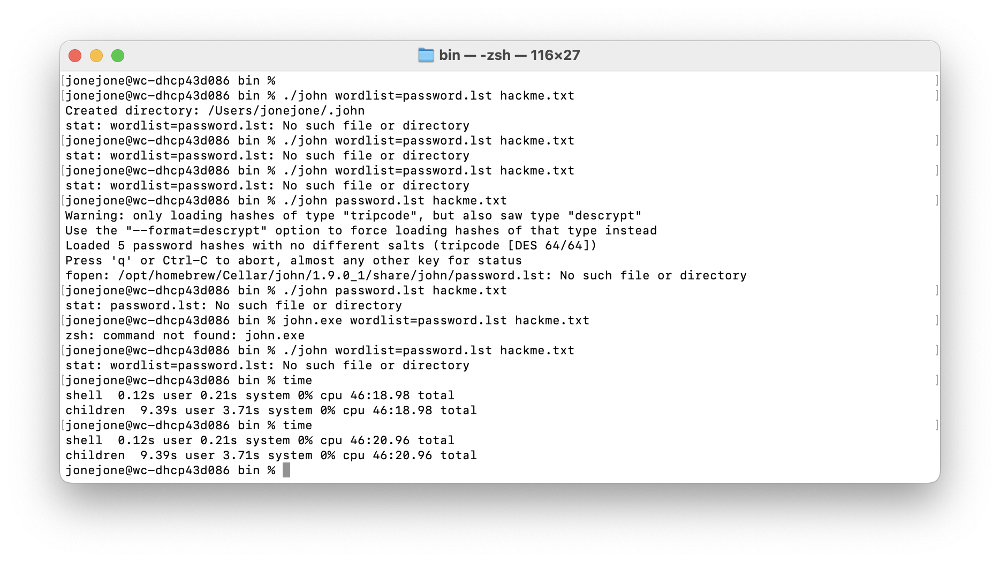 bin — -zsh — 116×27
[jonejone@wc-dhcp43d086 bin % ]
[jonejone@wc-dhcp43d086 bin % ./john wordlist=password.lst hackme.txt ]
Created directory: /Users/jonejone/.john
stat: wordlist=password.lst: No such file or directory
[jonejone@wc-dhcp43d086 bin % ./john wordlist=password.lst hackme.txt ]
stat: wordlist=password.lst: No such file or directory
[jonejone@wc-dhcp43d086 bin % ./john wordlist=password.lst hackme.txt ]
stat: wordlist=password.lst: No such file or directory
[jonejone@wc-dhcp43d086 bin % ./john password.lst hackme.txt ]
Warning: only loading hashes of type "tripcode", but also saw type "descrypt"
Use the "--format=descrypt" option to force loading hashes of that type instead
Loaded 5 password hashes with no different salts (tripcode [DES 64/64])
Press 'q' or Ctrl-C to abort, almost any other key for status
fopen: /opt/homebrew/Cellar/john/1.9.0_1/share/john/password.lst: No such file or directory
[jonejone@wc-dhcp43d086 bin % ./john password.lst hackme.txt ]
stat: password.lst: No such file or directory
[jonejone@wc-dhcp43d086 bin % john.exe wordlist=password.lst hackme.txt ]
zsh: command not found: john.exe
[jonejone@wc-dhcp43d086 bin % ./john wordlist=password.lst hackme.txt ]
stat: wordlist=password.lst: No such file or directory
[jonejone@wc-dhcp43d086 bin % time ]
shell  0.12s user 0.21s system 0% cpu 46:18.98 total
children  9.39s user 3.71s system 0% cpu 46:18.98 total
[jonejone@wc-dhcp43d086 bin % time ]
shell  0.12s user 0.21s system 0% cpu 46:20.96 total
children  9.39s user 3.71s system 0% cpu 46:20.96 total
jonejone@wc-dhcp43d086 bin %